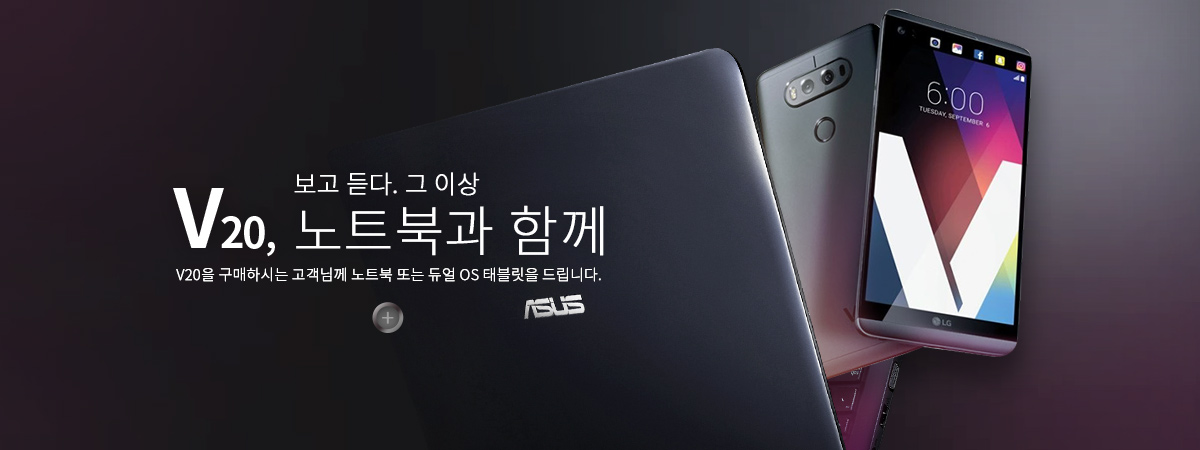 보고 듣다. 그 이상
V20, 노트북과 함께
V20을 구매하시는 고객님께 노트북 또는 듀얼 OS 태블릿을 드립니다.
ASUS
6:00
TUESDAY, SEPTEMBER 6
LG